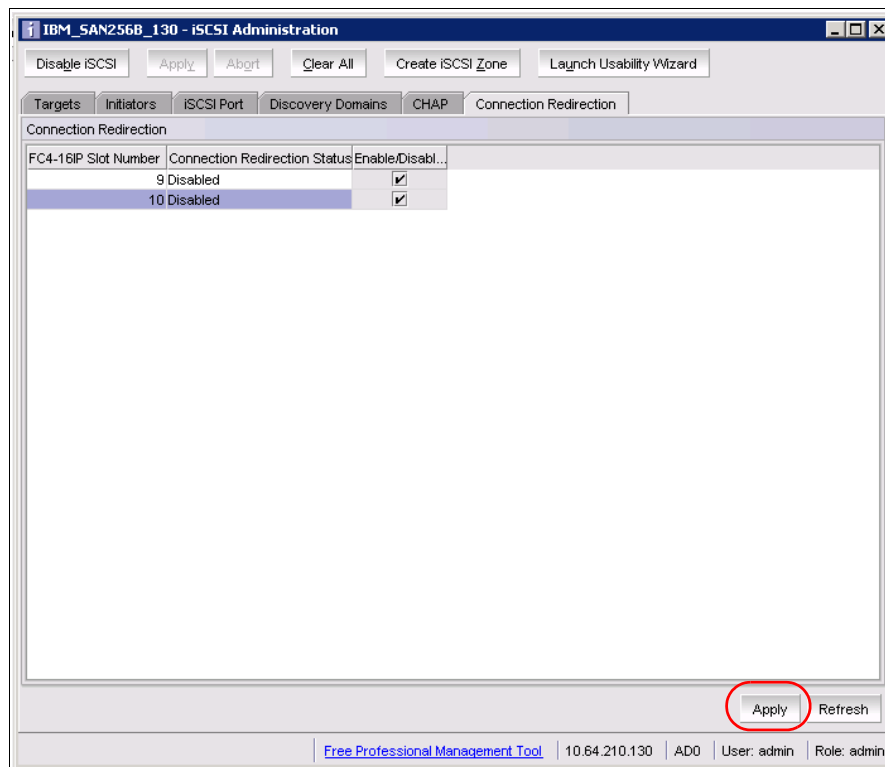 IBM_SAN256B_130 - iSCSI Administration
Disable iSCSI Apply Abort Clear All Create iSCSI Zone Launch Usability Wizard
Targets Initiators iSCSI Port Discovery Domains CHAP Connection Redirection
Connection Redirection
FC4-16IP Slot Number Connection Redirection Status Enable/Disabl...
9 Disabled
10 Disabled
Apply Refresh
Free Professional Management Tool 10.64.210.130 AD0 User: admin Role: admin